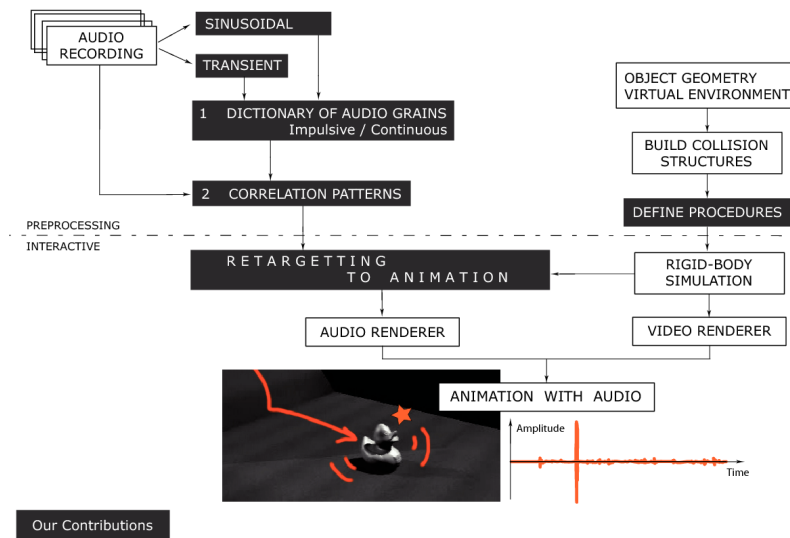 AUDIO
RECORDING
SINUSOIDAL
TRANSIENT
1 DICTIONARY OF AUDIO GRAINS
Impulsive / Continuous
2 CORRELATION PATTERNS
OBJECT GEOMETRY
VIRTUAL ENVIRONMENT
BUILD COLLISION
STRUCTURES
DEFINE PROCEDURES
PREPROCESSING
INTERACTIVE
RETARGETTING
TO ANIMATION
RIGID-BODY
SIMULATION
AUDIO RENDERER
VIDEO RENDERER
ANIMATION WITH AUDIO
Amplitude
Time
Our Contributions